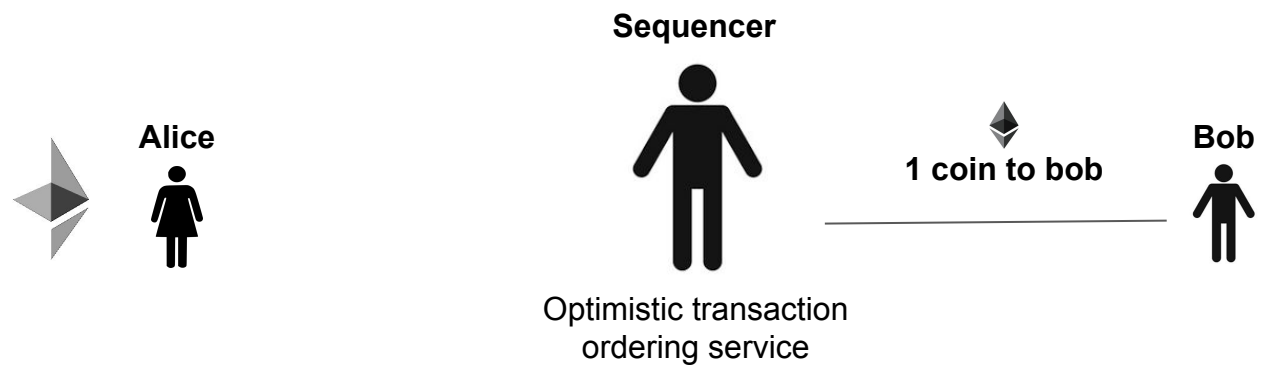 Sequencer
Alice
1 coin to bob
Bob
Optimistic transaction
ordering service